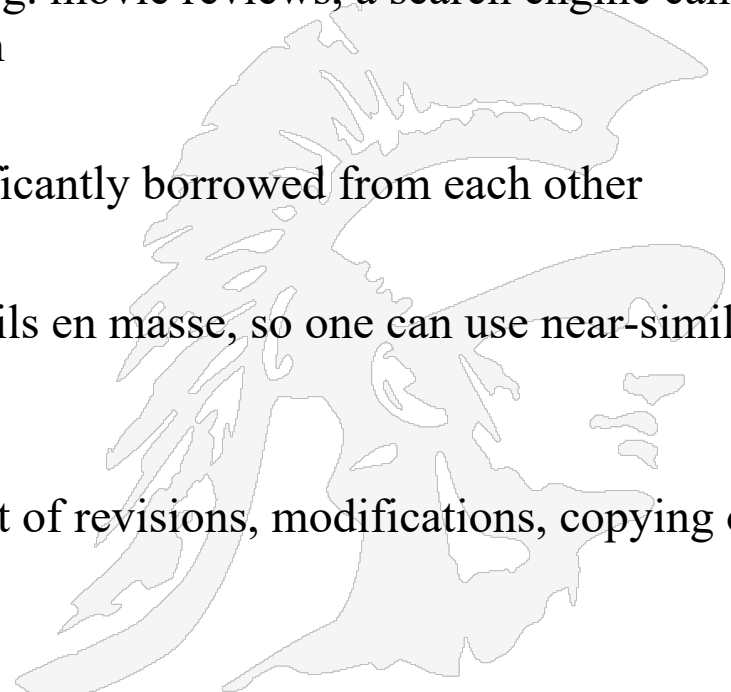 g. movie reviews, a search engine can
n
ficantly borrowed from each other
ils en masse, so one can use near-simil
t of revisions, modifications, copying